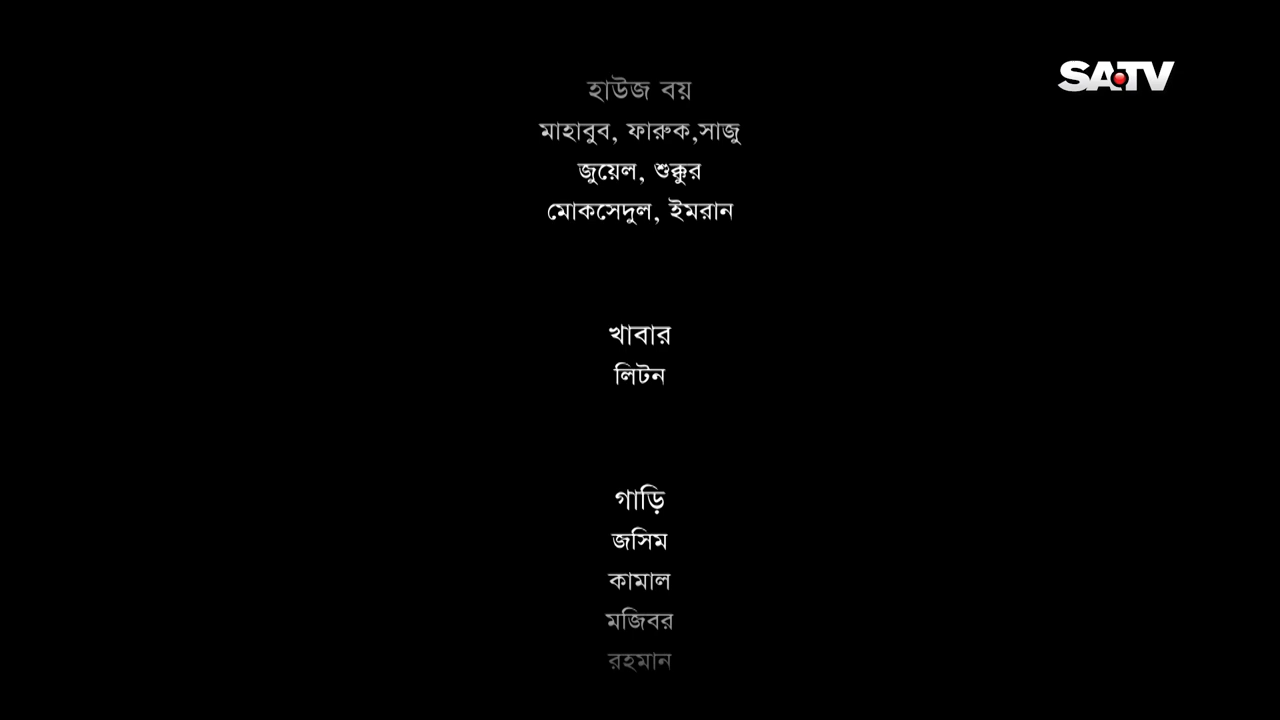 SATV
হাউজ বয়
মাহাবুব, ফারুক,সাজু
জুয়েল, শুক্কুর
মোকসেদুল, ইমরান
খাবার
লিটন
গাড়ি
জসিম
কামাল
মজিবর
রহমান